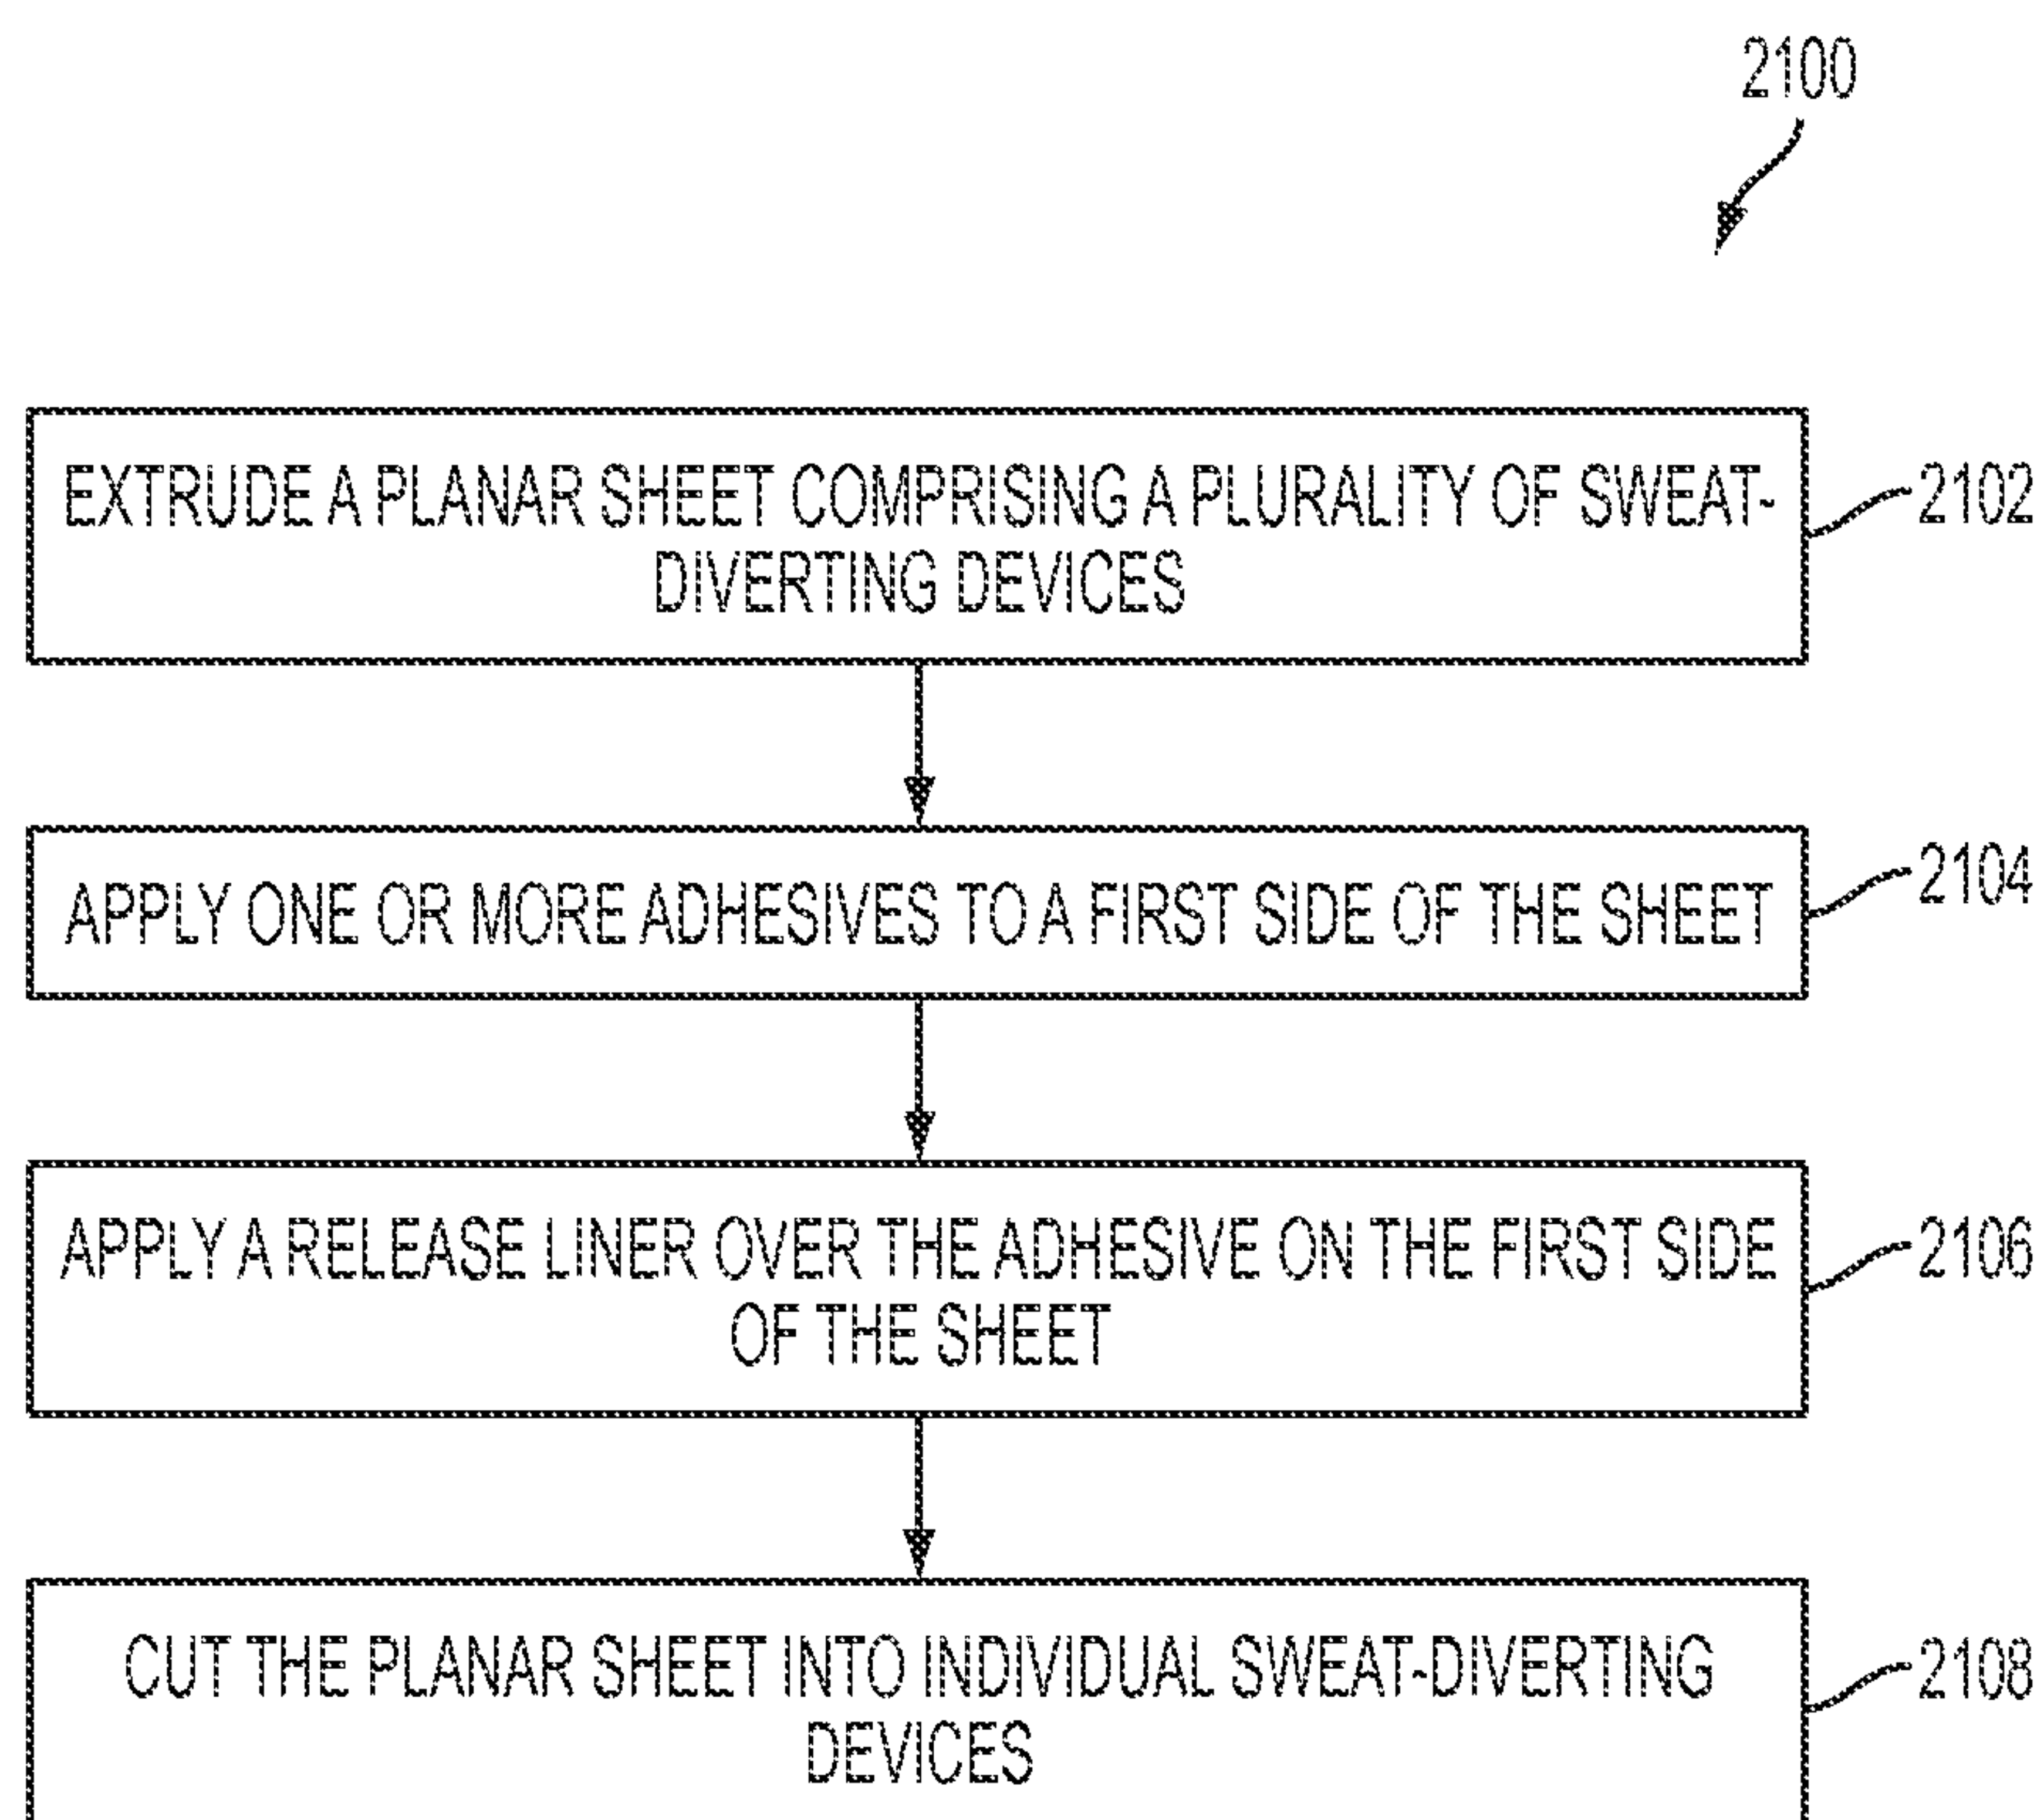 2100
EXTRUDE A PLANAR SHEET COMPRISING A PLURALITY OF SWEAT-
DIVERTING DEVICES
2102
APPLY ONE OR MORE ADHESIVES TO A FIRST SIDE OF THE SHEET
2104
APPLY A RELEASE LINER OVER THE ADHESIVE ON THE FIRST SIDE
OF THE SHEET
2106
CUT THE PLANAR SHEET INTO INDIVIDUAL SWEAT-DIVERTING
DEVICES
2108